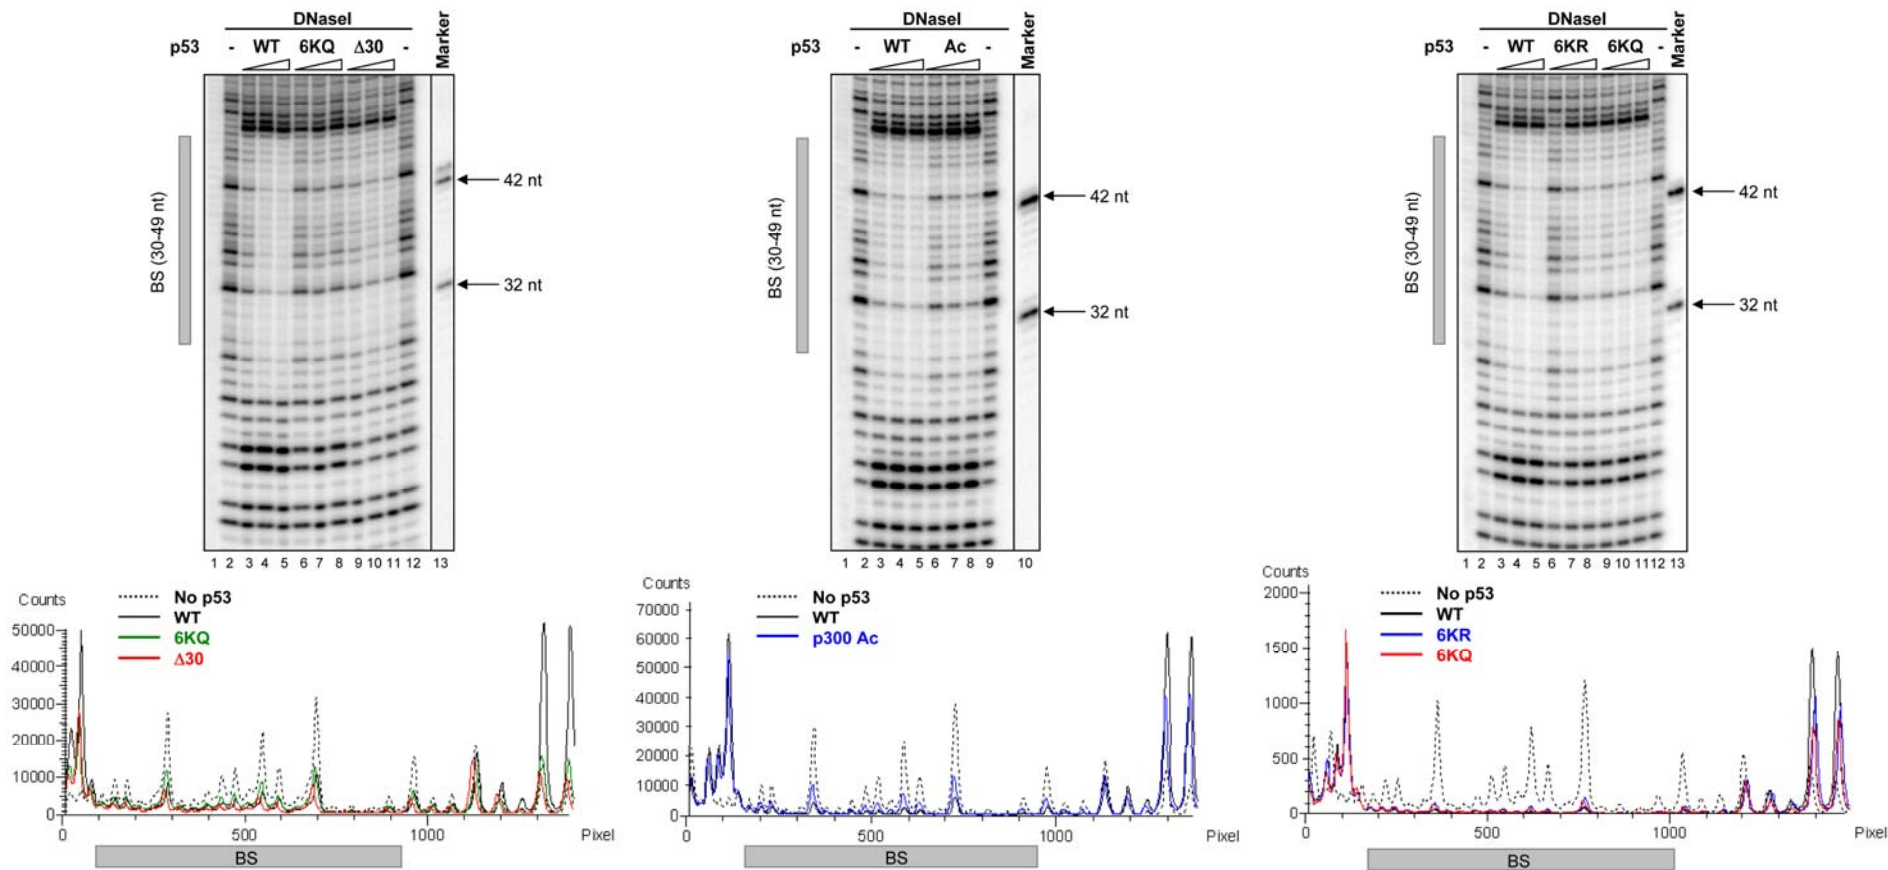 DNaseI
p53 - WT 6KQ Δ30 - Marker
BS (30-49 nt)
42 nt
32 nt
1 2 3 4 5 6 7 8 9 10 11 12 13
DNaseI
p53 - WT Ac - Marker
BS (30-49 nt)
42 nt
32 nt
1 2 3 4 5 6 7 8 9 10
DNaseI
p53 - WT 6KR 6KQ - Marker
BS (30-49 nt)
42 nt
32 nt
1 2 3 4 5 6 7 8 9 10 11 12 13
Counts
No p53
WT
6KQ
Δ30
50000
40000
30000
20000
10000
0
0 500 1000 Pixel
BS
Counts
No p53
WT
p300 Ac
70000
60000
50000
40000
30000
20000
10000
0
0 500 1000 Pixel
BS
Counts
No p53
WT
6KR
6KQ
2000
1500
1000
500
0
0 500 1000 Pixel
BS